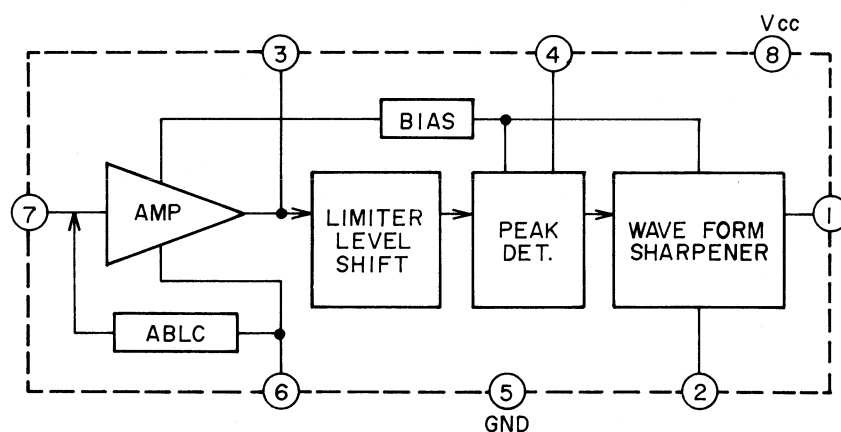 Vcc
3
4
8
BIAS
7
AMP
LIMITER
LEVEL
SHIFT
PEAK
DET.
WAVE FORM
SHARPENER
1
ABLC
6
5
2
GND